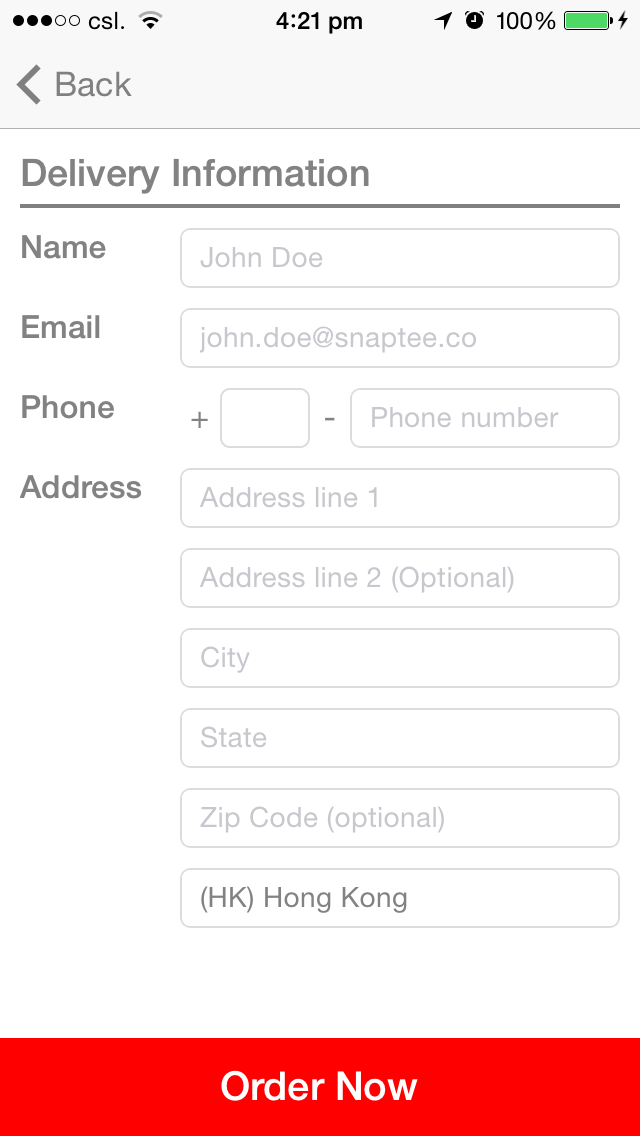 csl. 4:21 pm 100%
Back
Delivery Information
Name John Doe
Email john.doe@snaptee.co
Phone + - Phone number
Address Address line 1
Address line 2 (Optional)
City
State
Zip Code (optional)
(HK) Hong Kong
Order Now